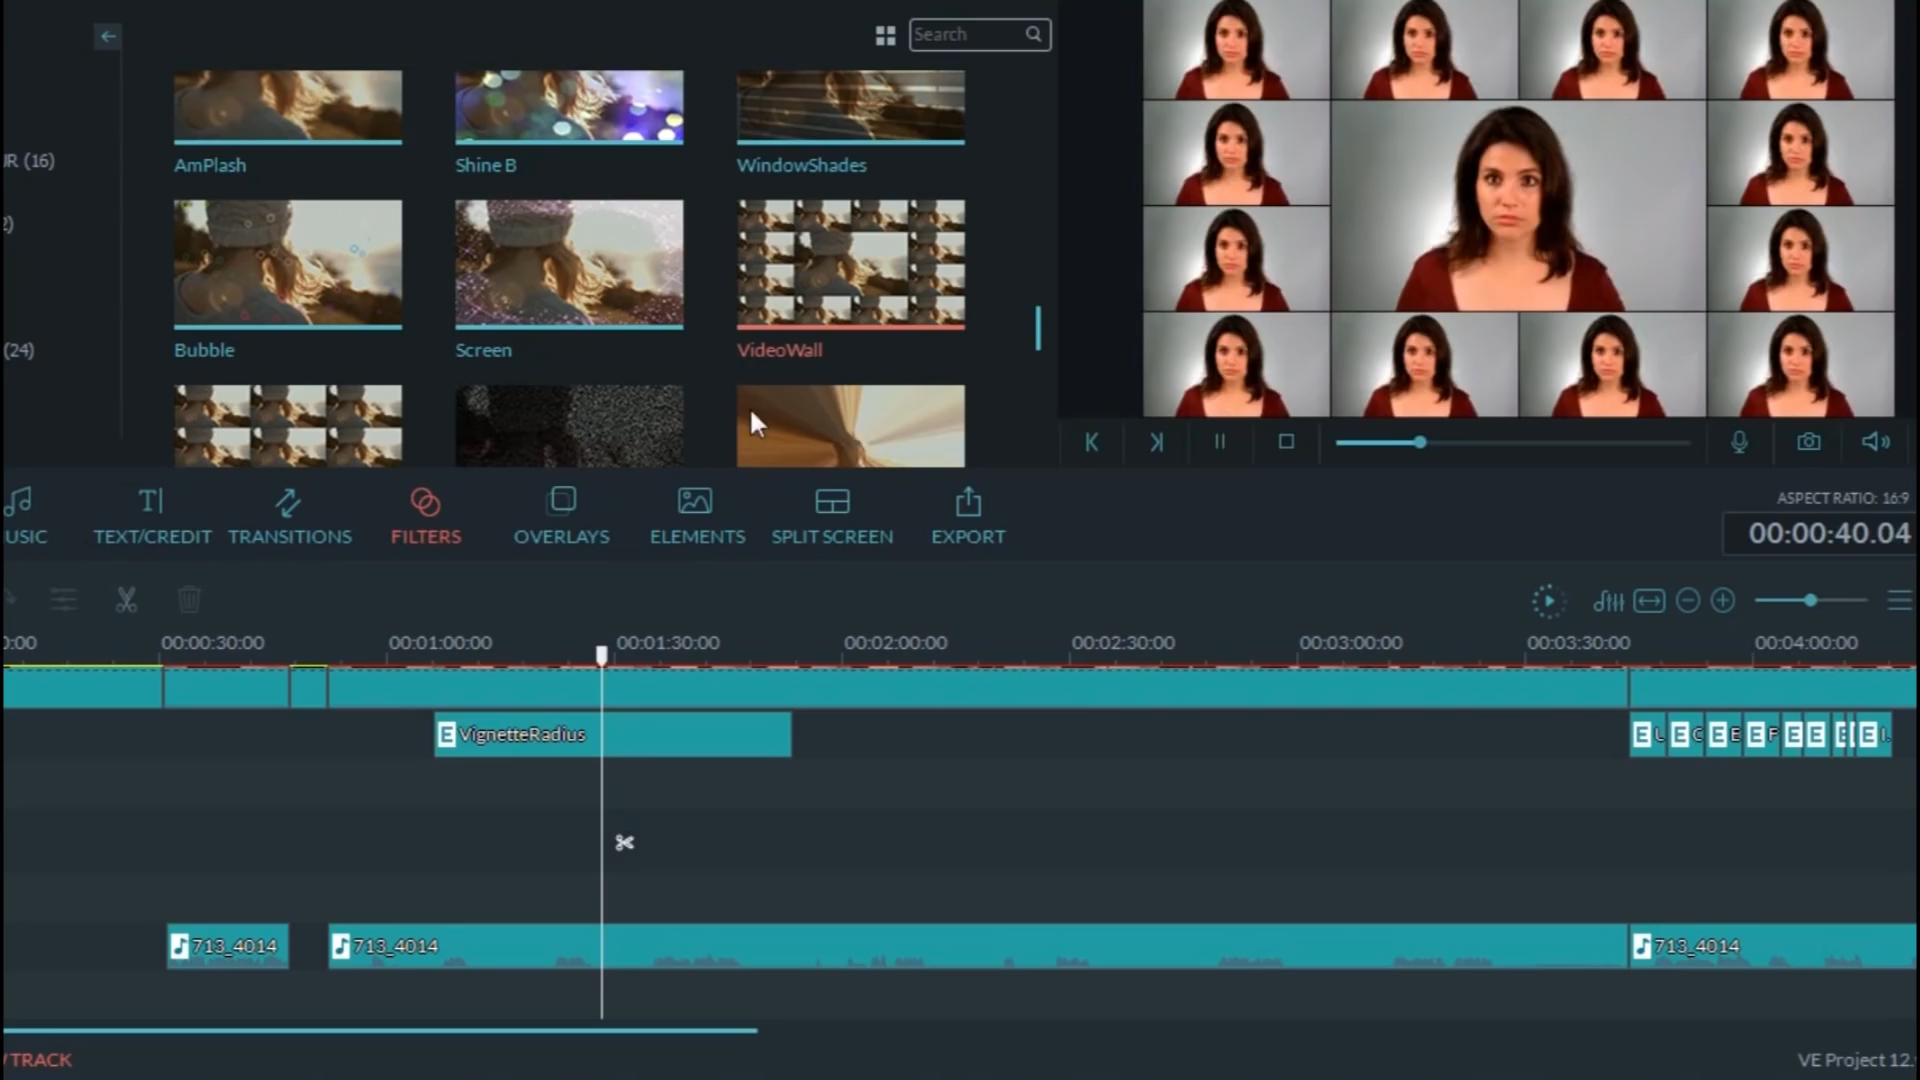 Search
JR (16)
2)
(24)
AmPlash
Shine B
WindowShades
Bubble
Screen
VideoWall
USIC
TEXT/CREDIT
TRANSITIONS
FILTERS
OVERLAYS
ELEMENTS
SPLIT SCREEN
EXPORT
ASPECT RATIO: 16:9
00:00:40.04
0:00
00:00:30:00
00:01:00:00
00:01:30:00
00:02:00:00
00:02:30:00
00:03:00:00
00:03:30:00
00:04:00:00
E VignetteRadius
E E C E E E F E E E E
713_4014
713_4014
713_4014
TRACK
VE Project 12.